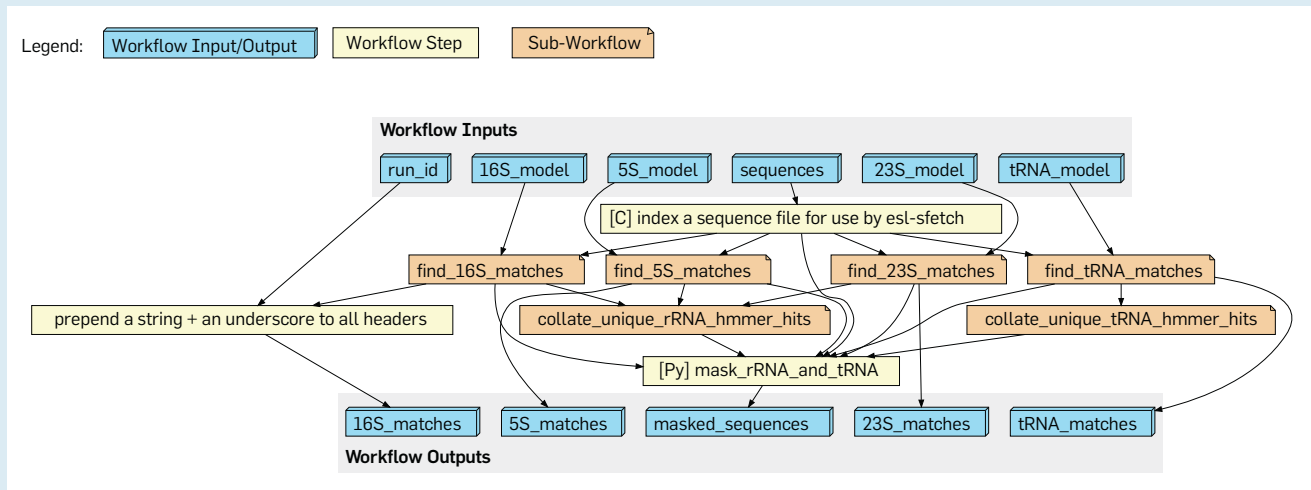 Legend: Workflow Input/Output Workflow Step Sub-Workflow
Workflow Inputs
run_id 16S_model 5S_model sequences 23S_model tRNA_model
[C] index a sequence file for use by esl-sfetch
find_16S_matches find_5S_matches find_23S_matches find_tRNA_matches
prepend a string + an underscore to all headers collate_unique_rRNA_hmmer_hits collate_unique_tRNA_hmmer_hits
[Py] mask_rRNA_and_tRNA
16S_matches 5S_matches masked_sequences 23S_matches tRNA_matches
Workflow Outputs